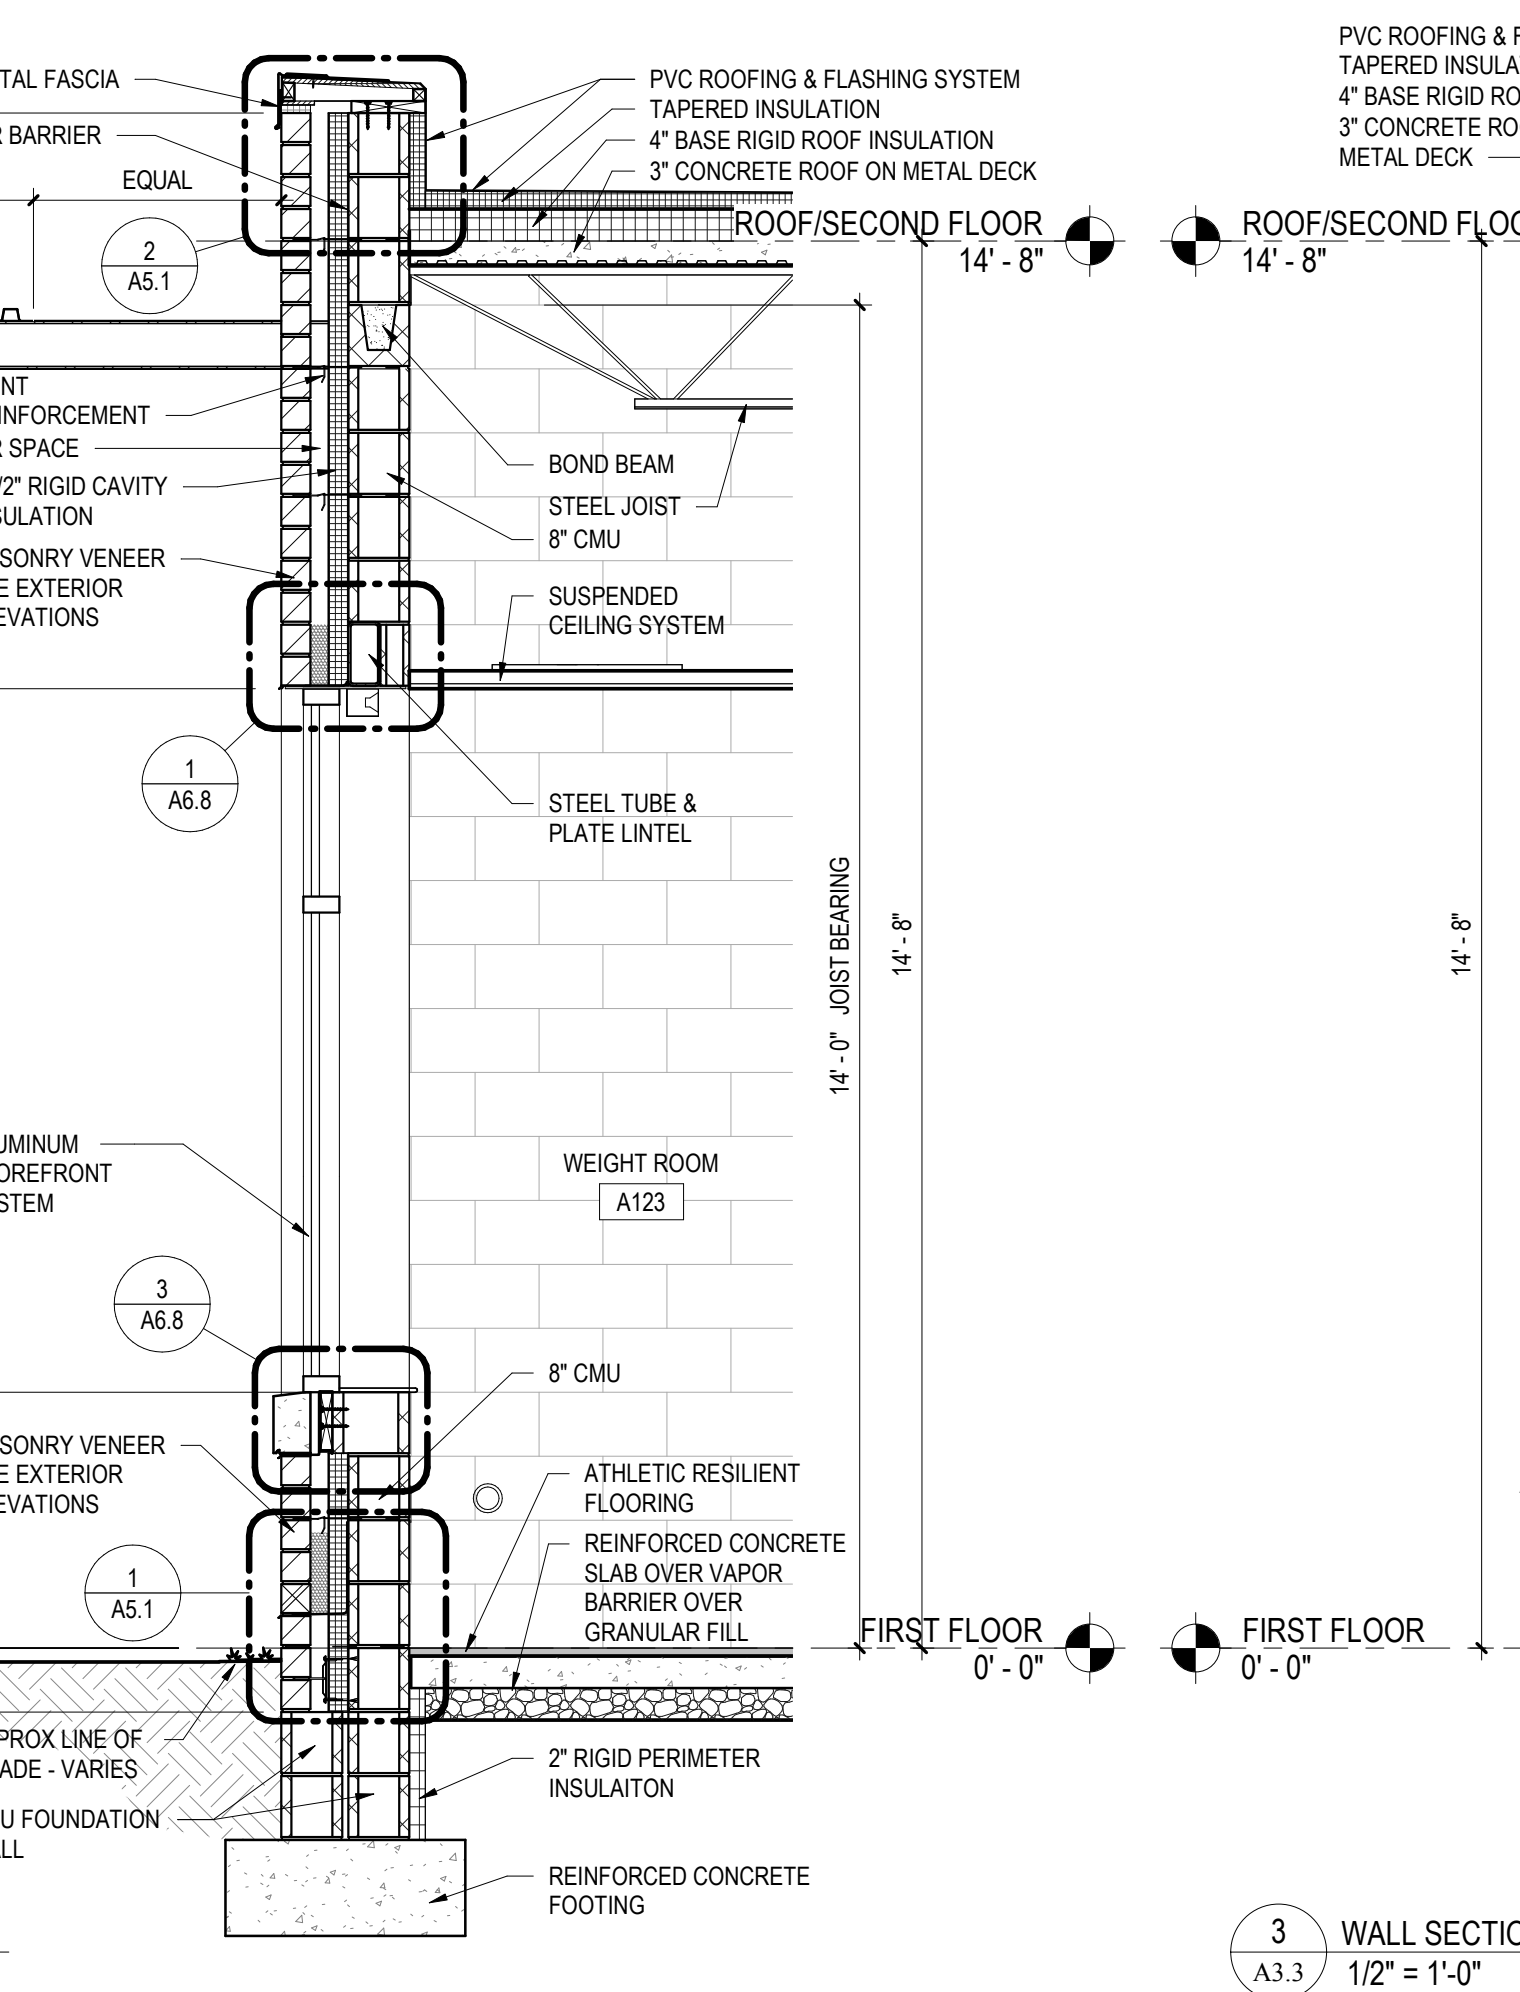 TAL FASCIA
R BARRIER
EQUAL
2
A5.1
PVC ROOFING & FLASHING SYSTEM
TAPERED INSULATION
4" BASE RIGID ROOF INSULATION
3" CONCRETE ROOF ON METAL DECK
ROOF/SECOND FLOOR
14' - 8"
PVC ROOFING & F
TAPERED INSULA
4" BASE RIGID RO
3" CONCRETE RO
METAL DECK
ROOF/SECOND FLO
14' - 8"
NT
INFORCEMENT
R SPACE
/2" RIGID CAVITY
SULATION
SONRY VENEER
E EXTERIOR
EVATIONS
BOND BEAM
STEEL JOIST
8" CMU
SUSPENDED
CEILING SYSTEM
1
A6.8
STEEL TUBE &
PLATE LINTEL
14' - 0" JOIST BEARING
14' - 8"
14' - 8"
UMINUM
OREFRONT
STEM
WEIGHT ROOM
A123
3
A6.8
8" CMU
SONRY VENEER
E EXTERIOR
EVATIONS
ATHLETIC RESILIENT
FLOORING
REINFORCED CONCRETE
SLAB OVER VAPOR
BARRIER OVER
GRANULAR FILL
1
A5.1
FIRST FLOOR
0' - 0"
FIRST FLOOR
0' - 0"
PROX LINE OF
ADE - VARIES
U FOUNDATION
ALL
2" RIGID PERIMETER
INSULAITON
REINFORCED CONCRETE
FOOTING
3
A3.3
WALL SECTIO
1/2" = 1'-0"